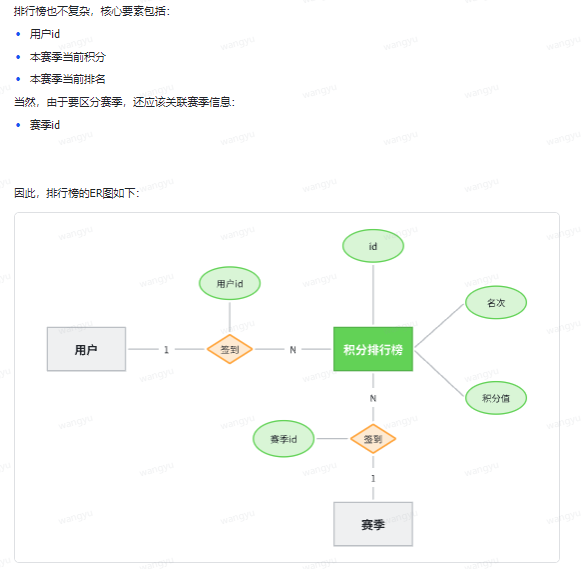 排行榜也不复杂，核心要素包括：
用户id
本赛季当前积分
本赛季当前排名
当然，由于要区分赛季，还应该关联赛季信息：
赛季id
因此，排行榜的ER图如下：
id
用户id
名次
用户
1
签到
N
积分排行榜
积分值
N
赛季id
签到
1
赛季
wangyu